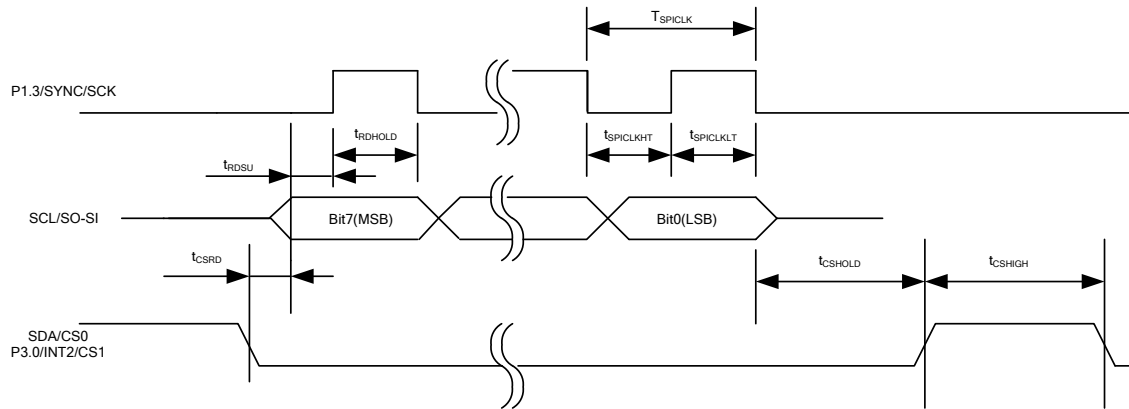 TSPICLK
P1.3/SYNC/SCK
tRDHOLD
tSPICLKHT
tSPICLKLT
tRDSU
SCL/SO-SI
Bit7(MSB)
Bit0(LSB)
tCSRD
tCSHOLD
tCSHIGH
SDA/CS0
P3.0/INT2/CS1